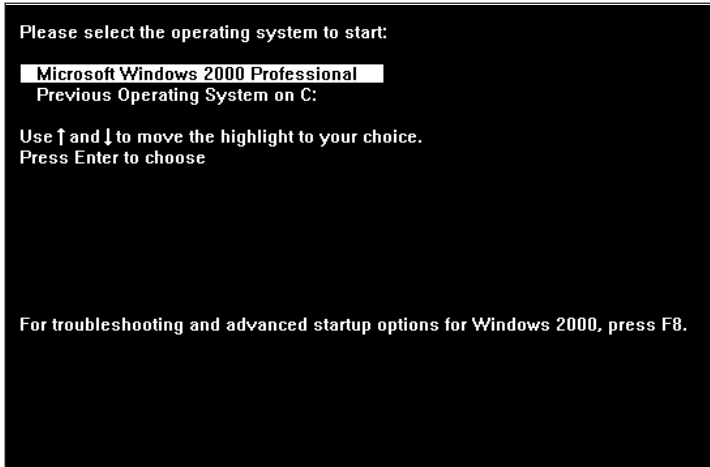 Please select the operating system to start:
Microsoft Windows 2000 Professional
Previous Operating System on C:
Use ↑ and ↓ to move the highlight to your choice.
Press Enter to choose
For troubleshooting and advanced startup options for Windows 2000, press F8.